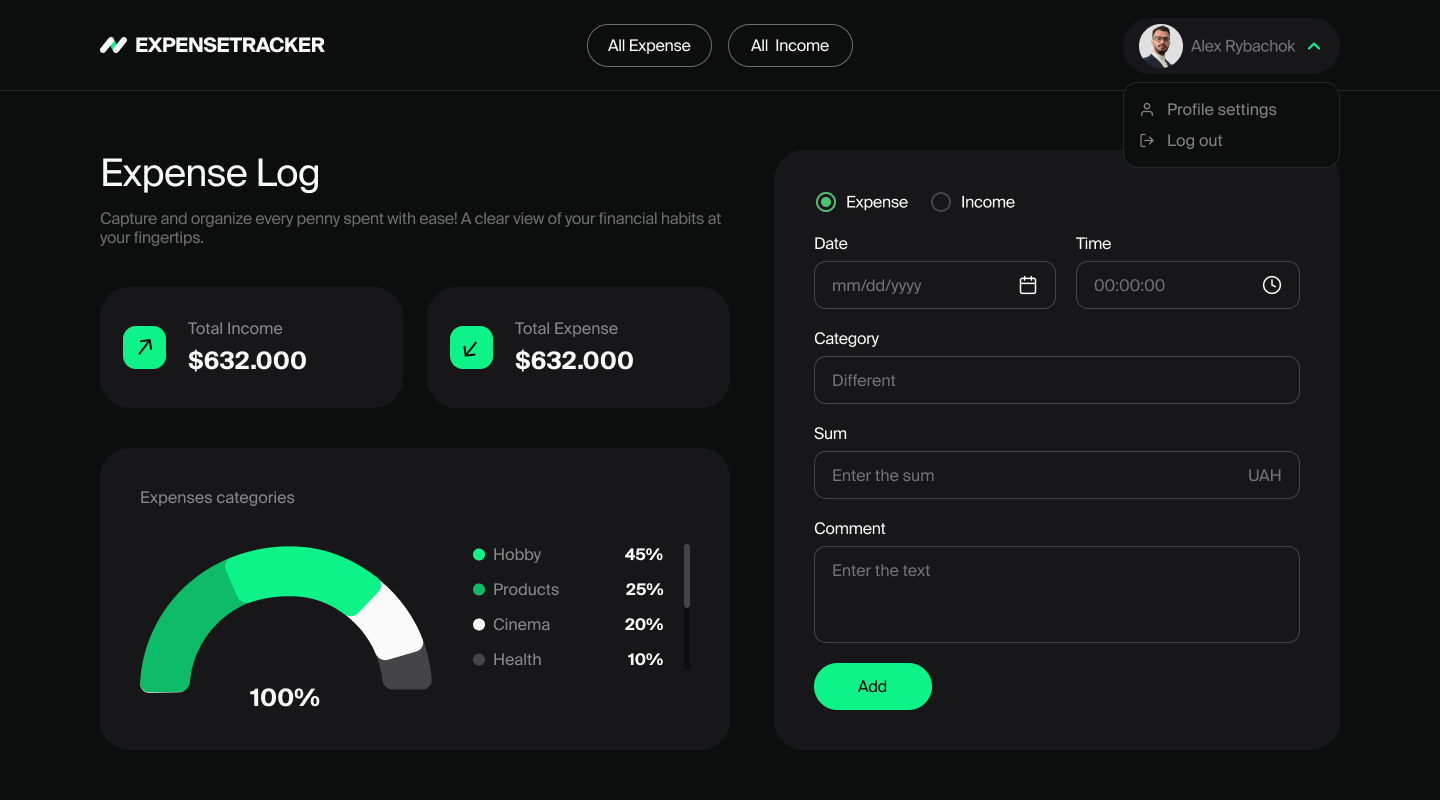 EXPENSETRACKER
All Expense
All Income
Alex Rybachok
Profile settings
Log out
Expense Log
Capture and organize every penny spent with ease! A clear view of your financial habits at
your fingertips.
Total Income
$632.000
Total Expense
$632.000
Expenses categories
Hobby 45%
Products 25%
Cinema 20%
Health 10%
100%
Expense
Income
Date
Time
mm/dd/yyyy
00:00:00
Category
Different
Sum
Enter the sum
UAH
Comment
Enter the text
Add